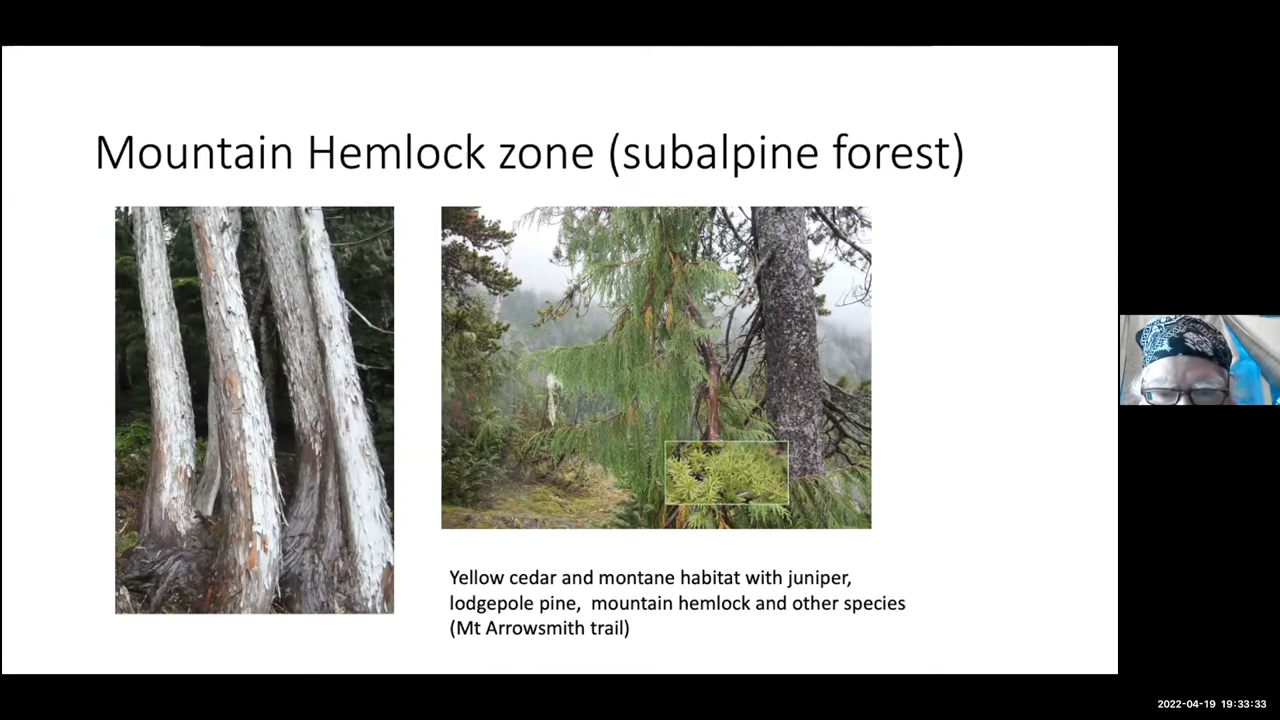 Mountain Hemlock zone (subalpine forest)
Yellow cedar and montane habitat with juniper,
lodgepole pine,  mountain hemlock and other species
(Mt Arrowsmith trail)
2022-04-19 19:33:33